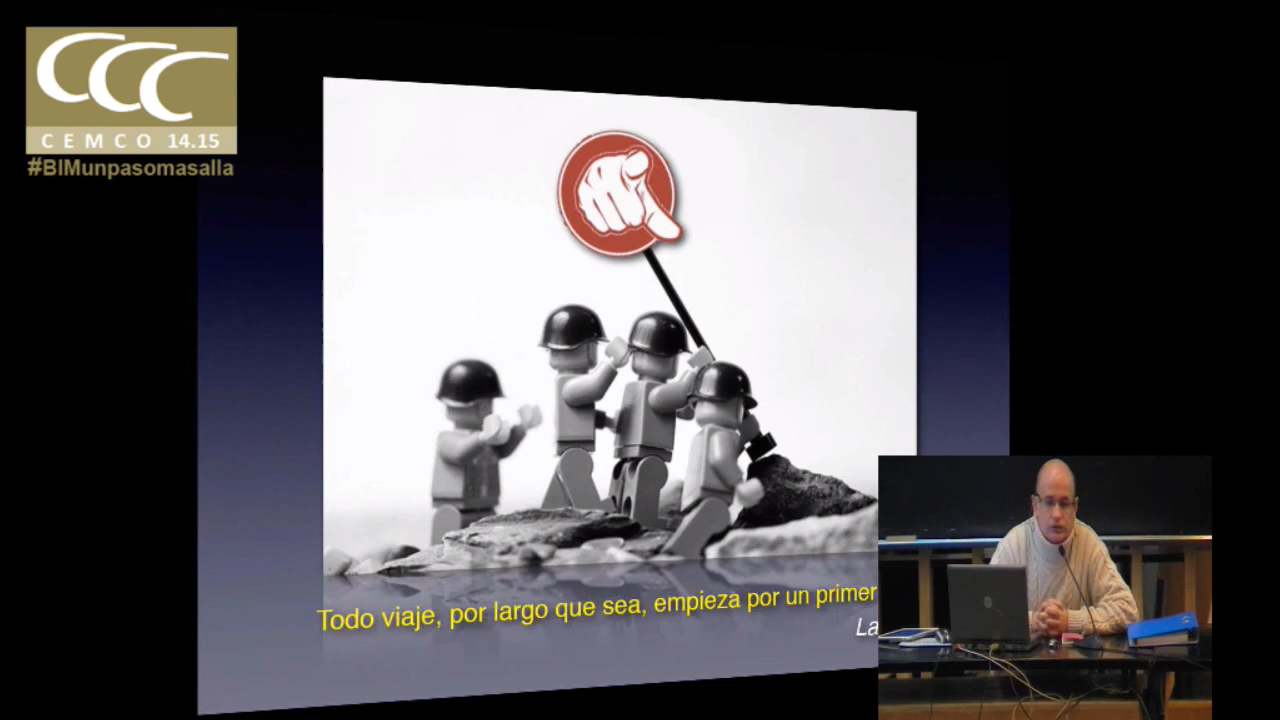 CCC
CEMCO 14.15
#BIMunpasomasalla
Todo viaje, por largo que sea, empieza por un primer
La